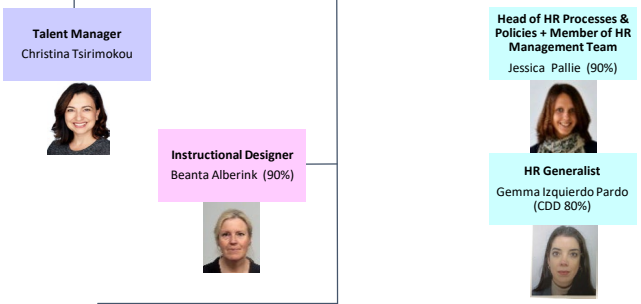 Talent Manager
Christina Tsirimokou
Instructional Designer
Beanta Alberink (90%)
Head of HR Processes &
Policies + Member of HR
Management Team
Jessica Pallie (90%)
HR Generalist
Gemma Izquierdo Pardo
(CDD 80%)